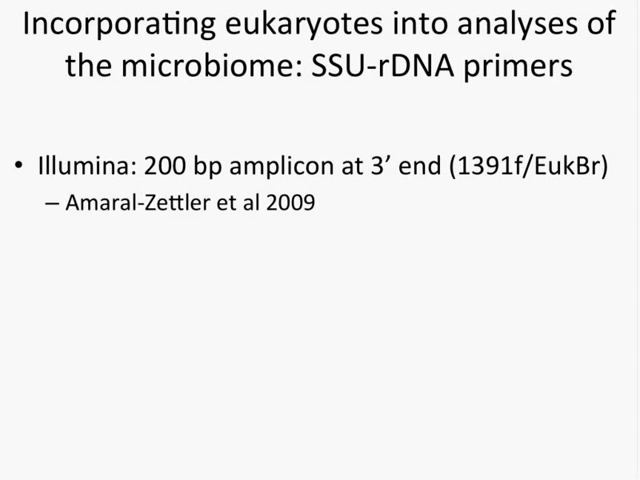 Incorporating eukaryotes into analyses of
the microbiome: SSU-rDNA primers
• Illumina: 200 bp amplicon at 3’ end (1391f/EukBr)
– Amaral-Zettler et al 2009